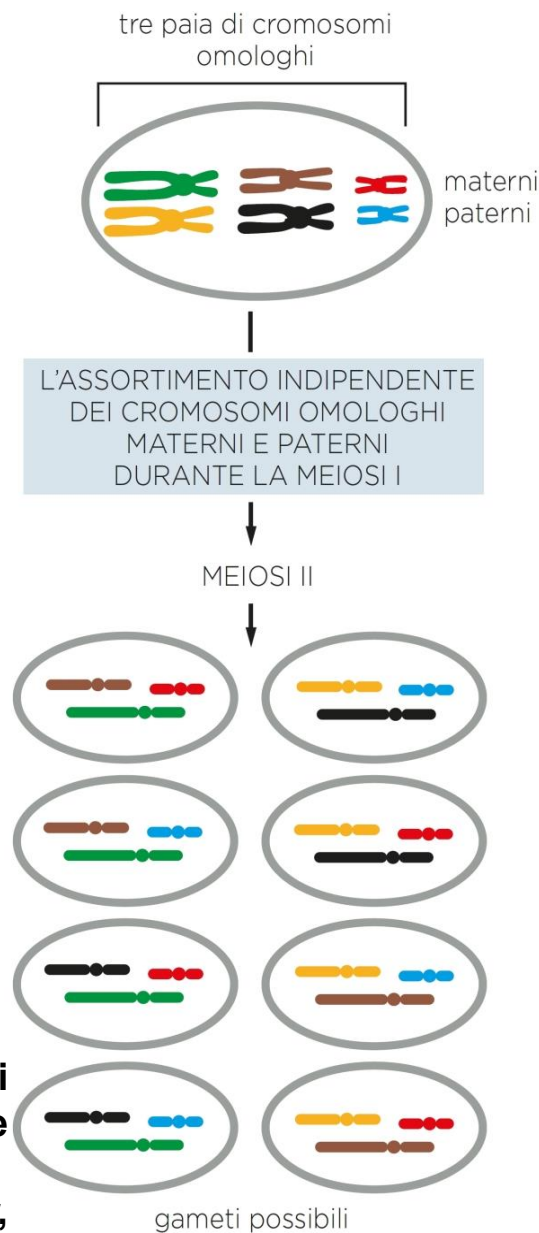 tre paia di cromosomi
omologhi
materni
paterni
L'ASSORTIMENTO INDIPENDENTE
DEI CROMOSOMI OMOLOGHI
MATERNI E PATERNI
DURANTE LA MEIOSI I
MEIOSI II
i
e
gameti possibili